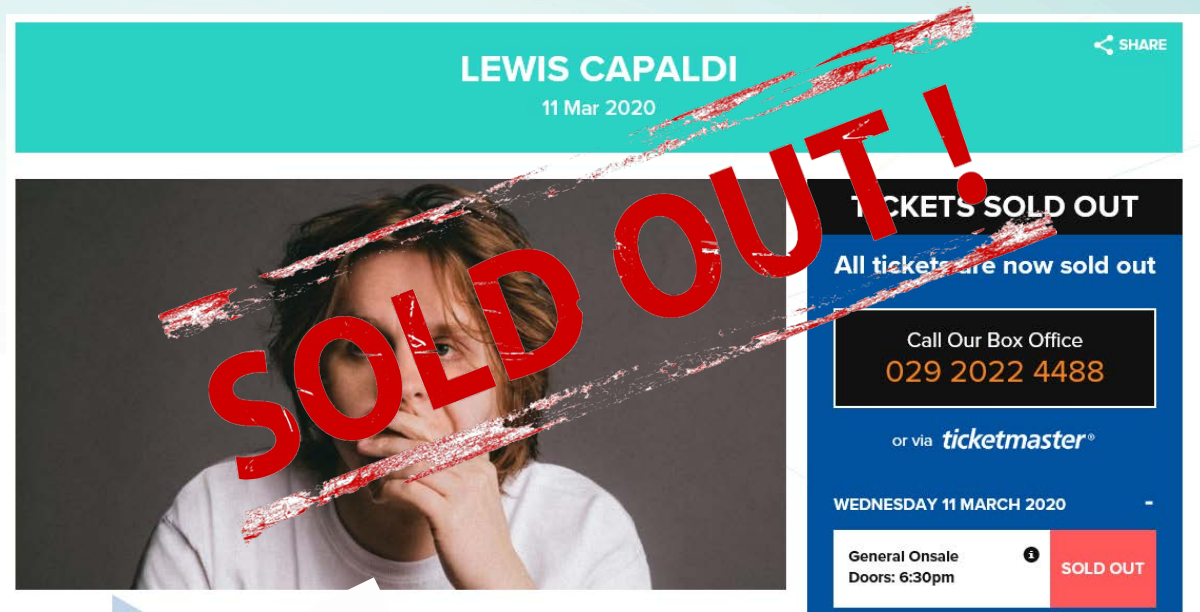 SHARE
LEWIS CAPALDI
11 Mar 2020
SOLD OUT!
TICKETS SOLD OUT
All tickets are now sold out
Call Our Box Office
029 2022 4488
or via ticketmaster®
WEDNESDAY 11 MARCH 2020 -
General Onsale
Doors: 6:30pm
SOLD OUT